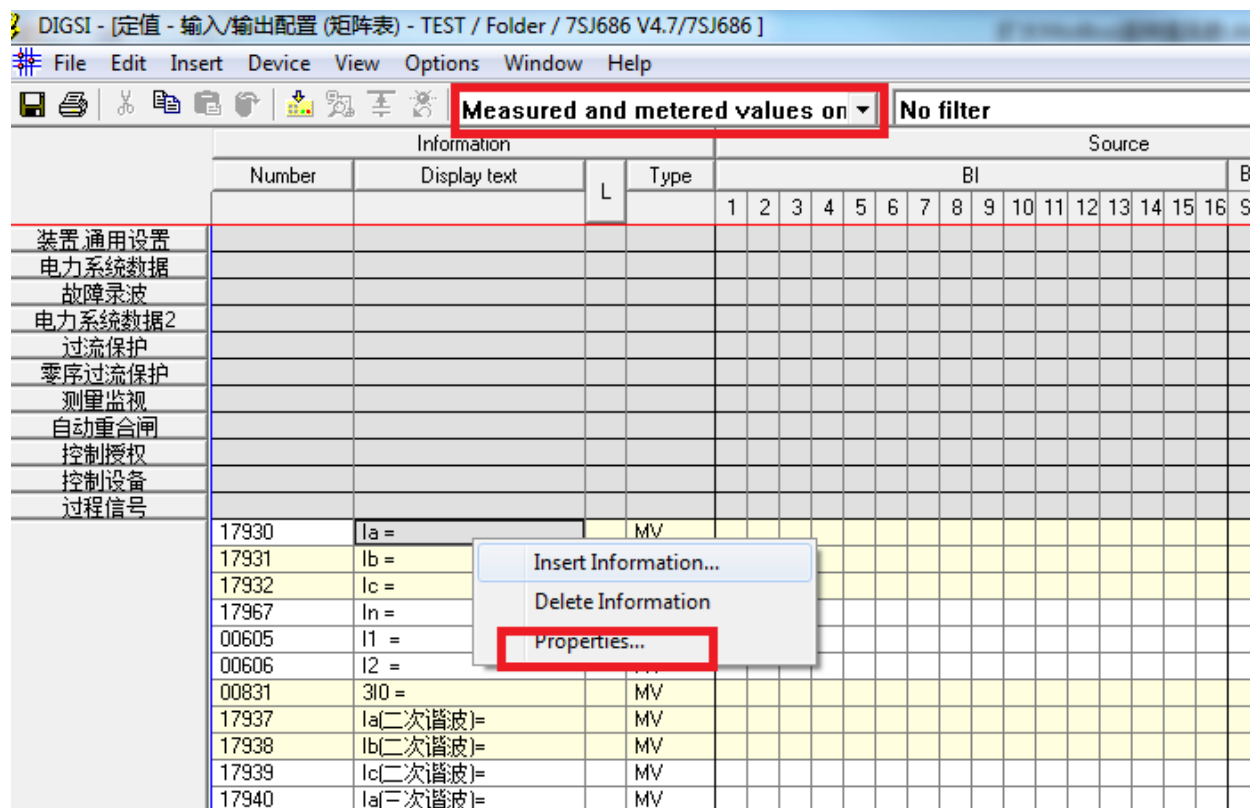 DIGSI - [定值 - 输入/输出配置 (矩阵表) - TEST / Folder / 7SJ686 V4.7/7SJ686 ]
File Edit Insert Device View Options Window Help
Measured and metered values on No filter
Information Source
Number Display text L Type BI
1 2 3 4 5 6 7 8 9 10 11 12 13 14 15 16 S
装置,通用设置
电力系统数据
故障录波
电力系统数据2
过流保护
零序过流保护
测量监视
自动重合闸
控制授权
控制设备
过程信号
17930 Ia = MV
17931 Ib =
17932 Ic =
17967 In =
00605 I1 =
00606 I2 =
Insert Information...
Delete Information
Properties...
00831 3I0 = MV
17937 Ia(二次谐波)= MV
17938 Ib(二次谐波)= MV
17939 Ic(二次谐波)= MV
17940 Ia(三次谐波)= MV